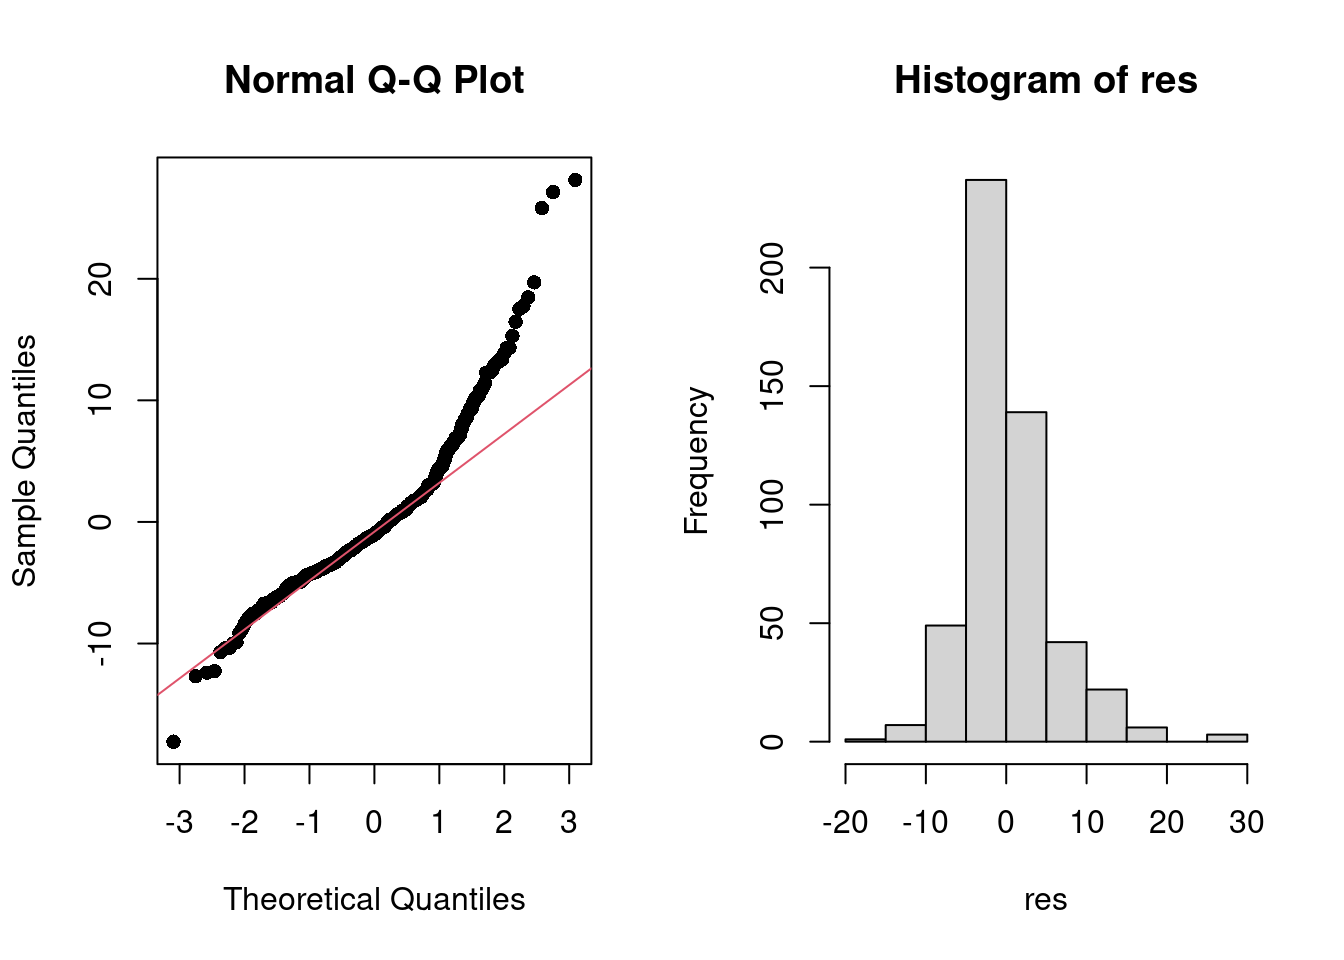 Normal Q-Q Plot
Sample Quantiles
20
10
0
-10
-3 -2 -1 0 1 2 3
Theoretical Quantiles
Histogram of res
Frequency
200
150
100
50
0
-20 -10 0 10 20 30
res